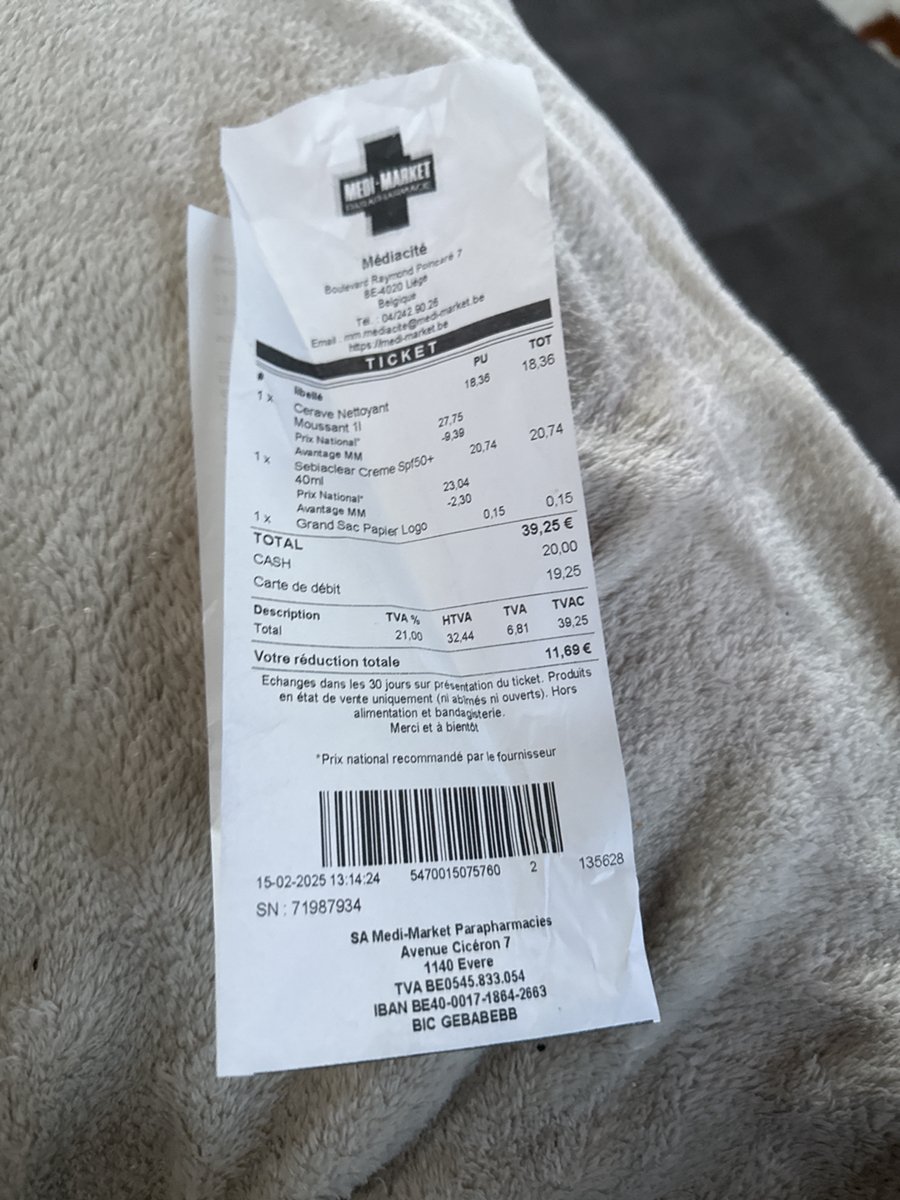 MEDI-MARKET
PARAPHARMACIE
Médiacité
Boulevard Raymond Poincaré 7
BE-4020 Liège
Belgique
Tél. : 04/242.90.26
Email : mm.mediacite@medi-market.be
https://medi-market.be
TICKET
# libellé PU TOT
1 x Cerave Nettoyant 18,36 18,36
Moussant 1l
Prix National* 27,75
Avantage MM -9,39
1 x Sebiaclear Creme Spf50+ 20,74 20,74
40ml
Prix National* 23,04
Avantage MM -2,30
1 x Grand Sac Papier Logo 0,15 0,15
TOTAL 39,25 €
CASH 20,00
Carte de débit 19,25
Description TVA % HTVA TVA TVAC
Total 21,00 32,44 6,81 39,25
Votre réduction totale 11,69 €
Echanges dans les 30 jours sur présentation du ticket. Produits
en état de vente uniquement (ni abîmés ni ouverts). Hors
alimentation et bandagisterie.
Merci et à bientôt
*Prix national recommandé par le fournisseur
15-02-2025 13:14:24 5470015075760 2 135628
SN : 71987934
SA Medi-Market Parapharmacies
Avenue Cicéron 7
1140 Evere
TVA BE0545.833.054
IBAN BE40-0017-1864-2663
BIC GEBABEBB